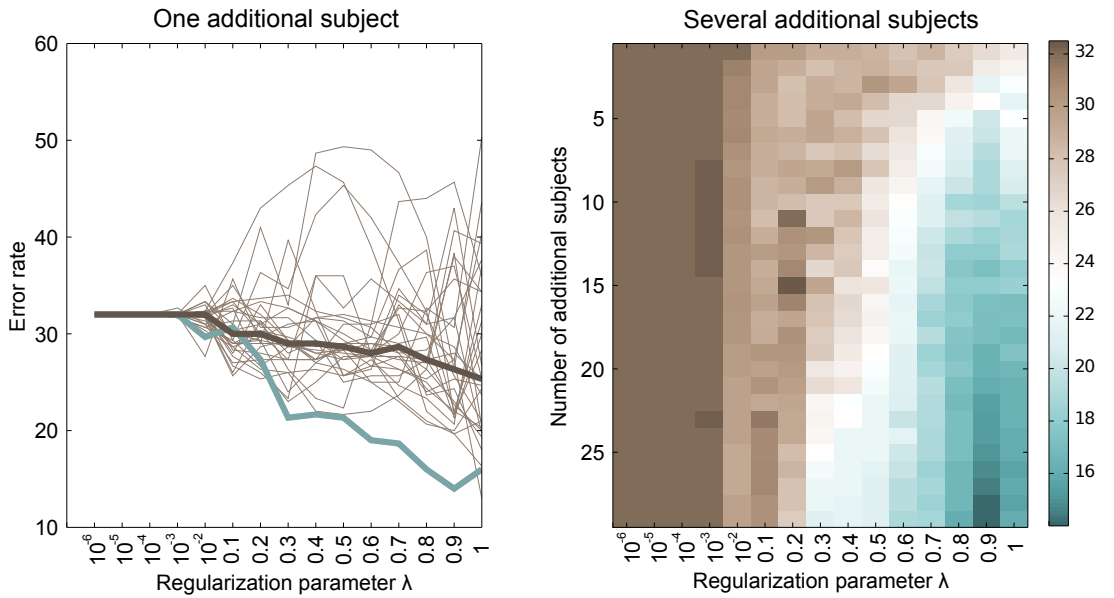 One additional subject
60
50
40
30
20
10
Error rate
10⁻⁶ 10⁻⁵ 10⁻⁴ 10⁻³ 10⁻² 0.1 0.2 0.3 0.4 0.5 0.6 0.7 0.8 0.9 1
Regularization parameter λ
Several additional subjects
5
10
15
20
25
Number of additional subjects
10⁻⁶ 10⁻⁵ 10⁻⁴ 10⁻³ 10⁻² 0.1 0.2 0.3 0.4 0.5 0.6 0.7 0.8 0.9 1
Regularization parameter λ
32
30
28
26
24
22
20
18
16